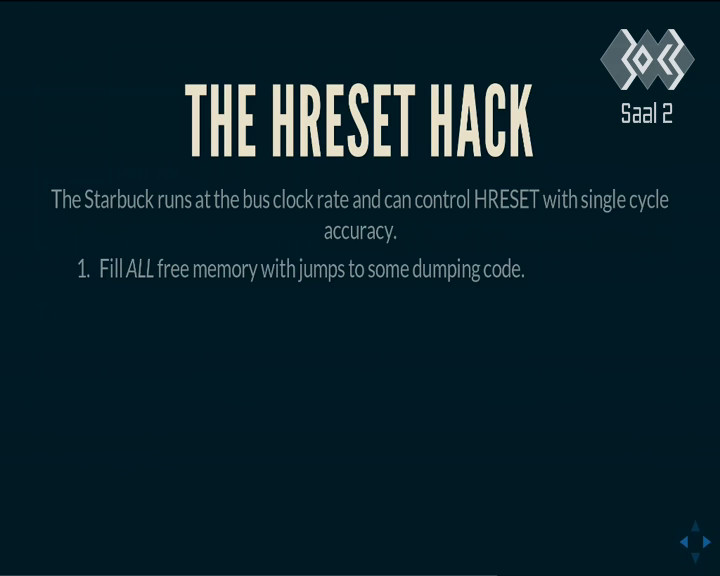 THE HRESET HACK
Saal 2
The Starbuck runs at the bus clock rate and can control HRESET with single cycle
accuracy.
1. Fill ALL free memory with jumps to some dumping code.